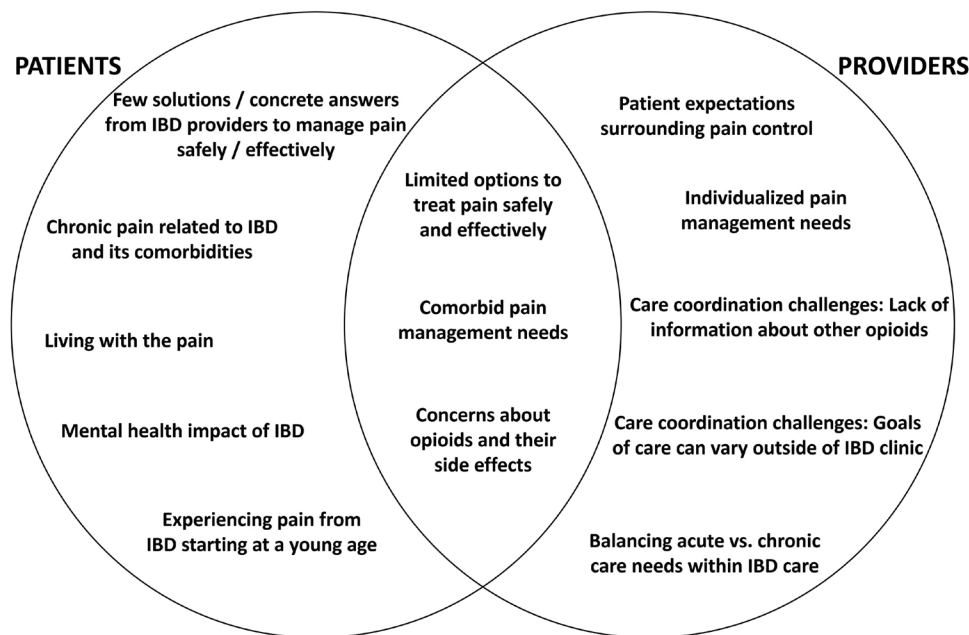 PATIENTS
PROVIDERS
Few solutions / concrete answers
from IBD providers to manage pain
safely / effectively
Chronic pain related to IBD
and its comorbidities
Living with the pain
Mental health impact of IBD
Experiencing pain from
IBD starting at a young age
Limited options to
treat pain safely
and effectively
Comorbid pain
management needs
Concerns about
opioids and their
side effects
Patient expectations
surrounding pain control
Individualized pain
management needs
Care coordination challenges: Lack of
information about other opioids
Care coordination challenges: Goals
of care can vary outside of IBD clinic
Balancing acute vs. chronic
care needs within IBD care